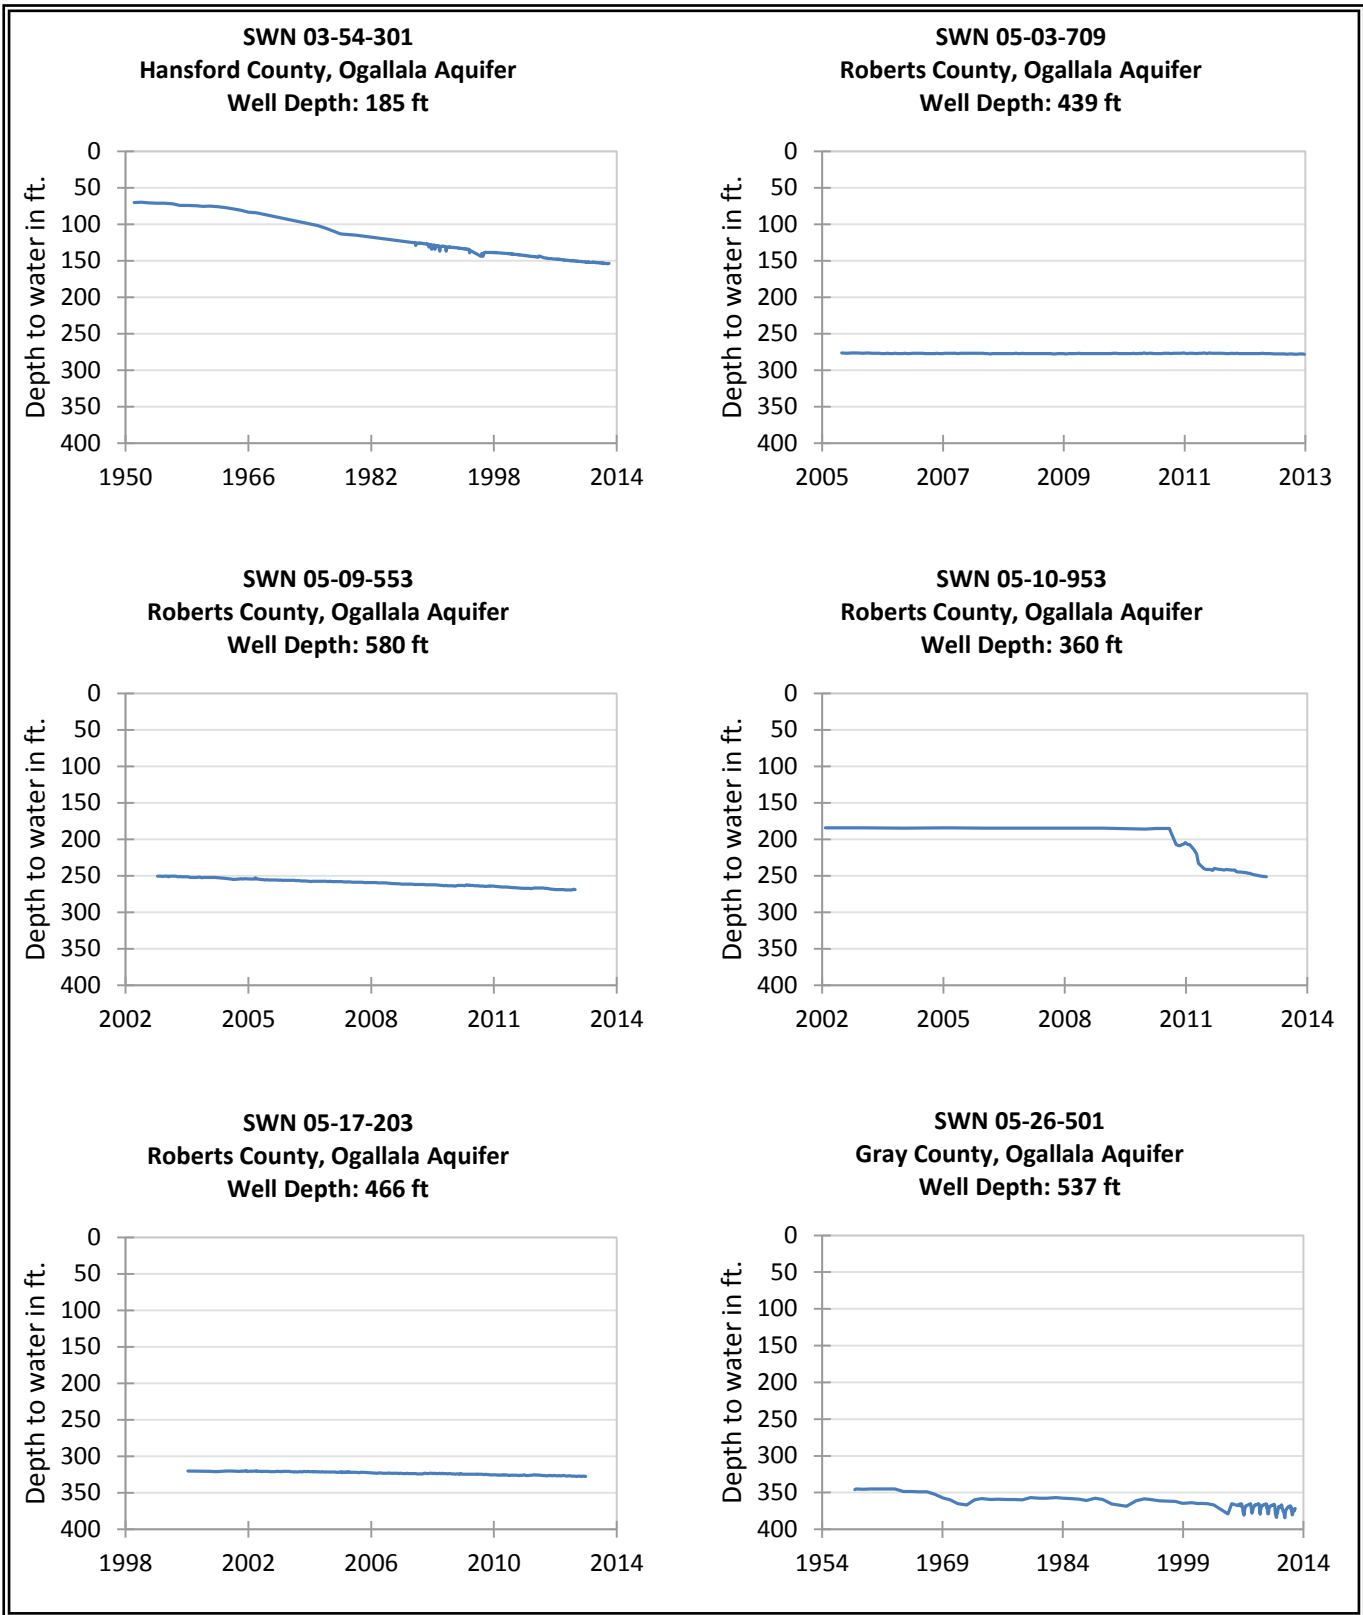 SWN 03-54-301
Hansford County, Ogallala Aquifer
Well Depth: 185 ft
Depth to water in ft.
0
50
100
150
200
250
300
350
400
1950 1966 1982 1998 2014
SWN 05-03-709
Roberts County, Ogallala Aquifer
Well Depth: 439 ft
Depth to water in ft.
0
50
100
150
200
250
300
350
400
2005 2007 2009 2011 2013
SWN 05-09-553
Roberts County, Ogallala Aquifer
Well Depth: 580 ft
Depth to water in ft.
0
50
100
150
200
250
300
350
400
2002 2005 2008 2011 2014
SWN 05-10-953
Roberts County, Ogallala Aquifer
Well Depth: 360 ft
Depth to water in ft.
0
50
100
150
200
250
300
350
400
2002 2005 2008 2011 2014
SWN 05-17-203
Roberts County, Ogallala Aquifer
Well Depth: 466 ft
Depth to water in ft.
0
50
100
150
200
250
300
350
400
1998 2002 2006 2010 2014
SWN 05-26-501
Gray County, Ogallala Aquifer
Well Depth: 537 ft
Depth to water in ft.
0
50
100
150
200
250
300
350
400
1954 1969 1984 1999 2014